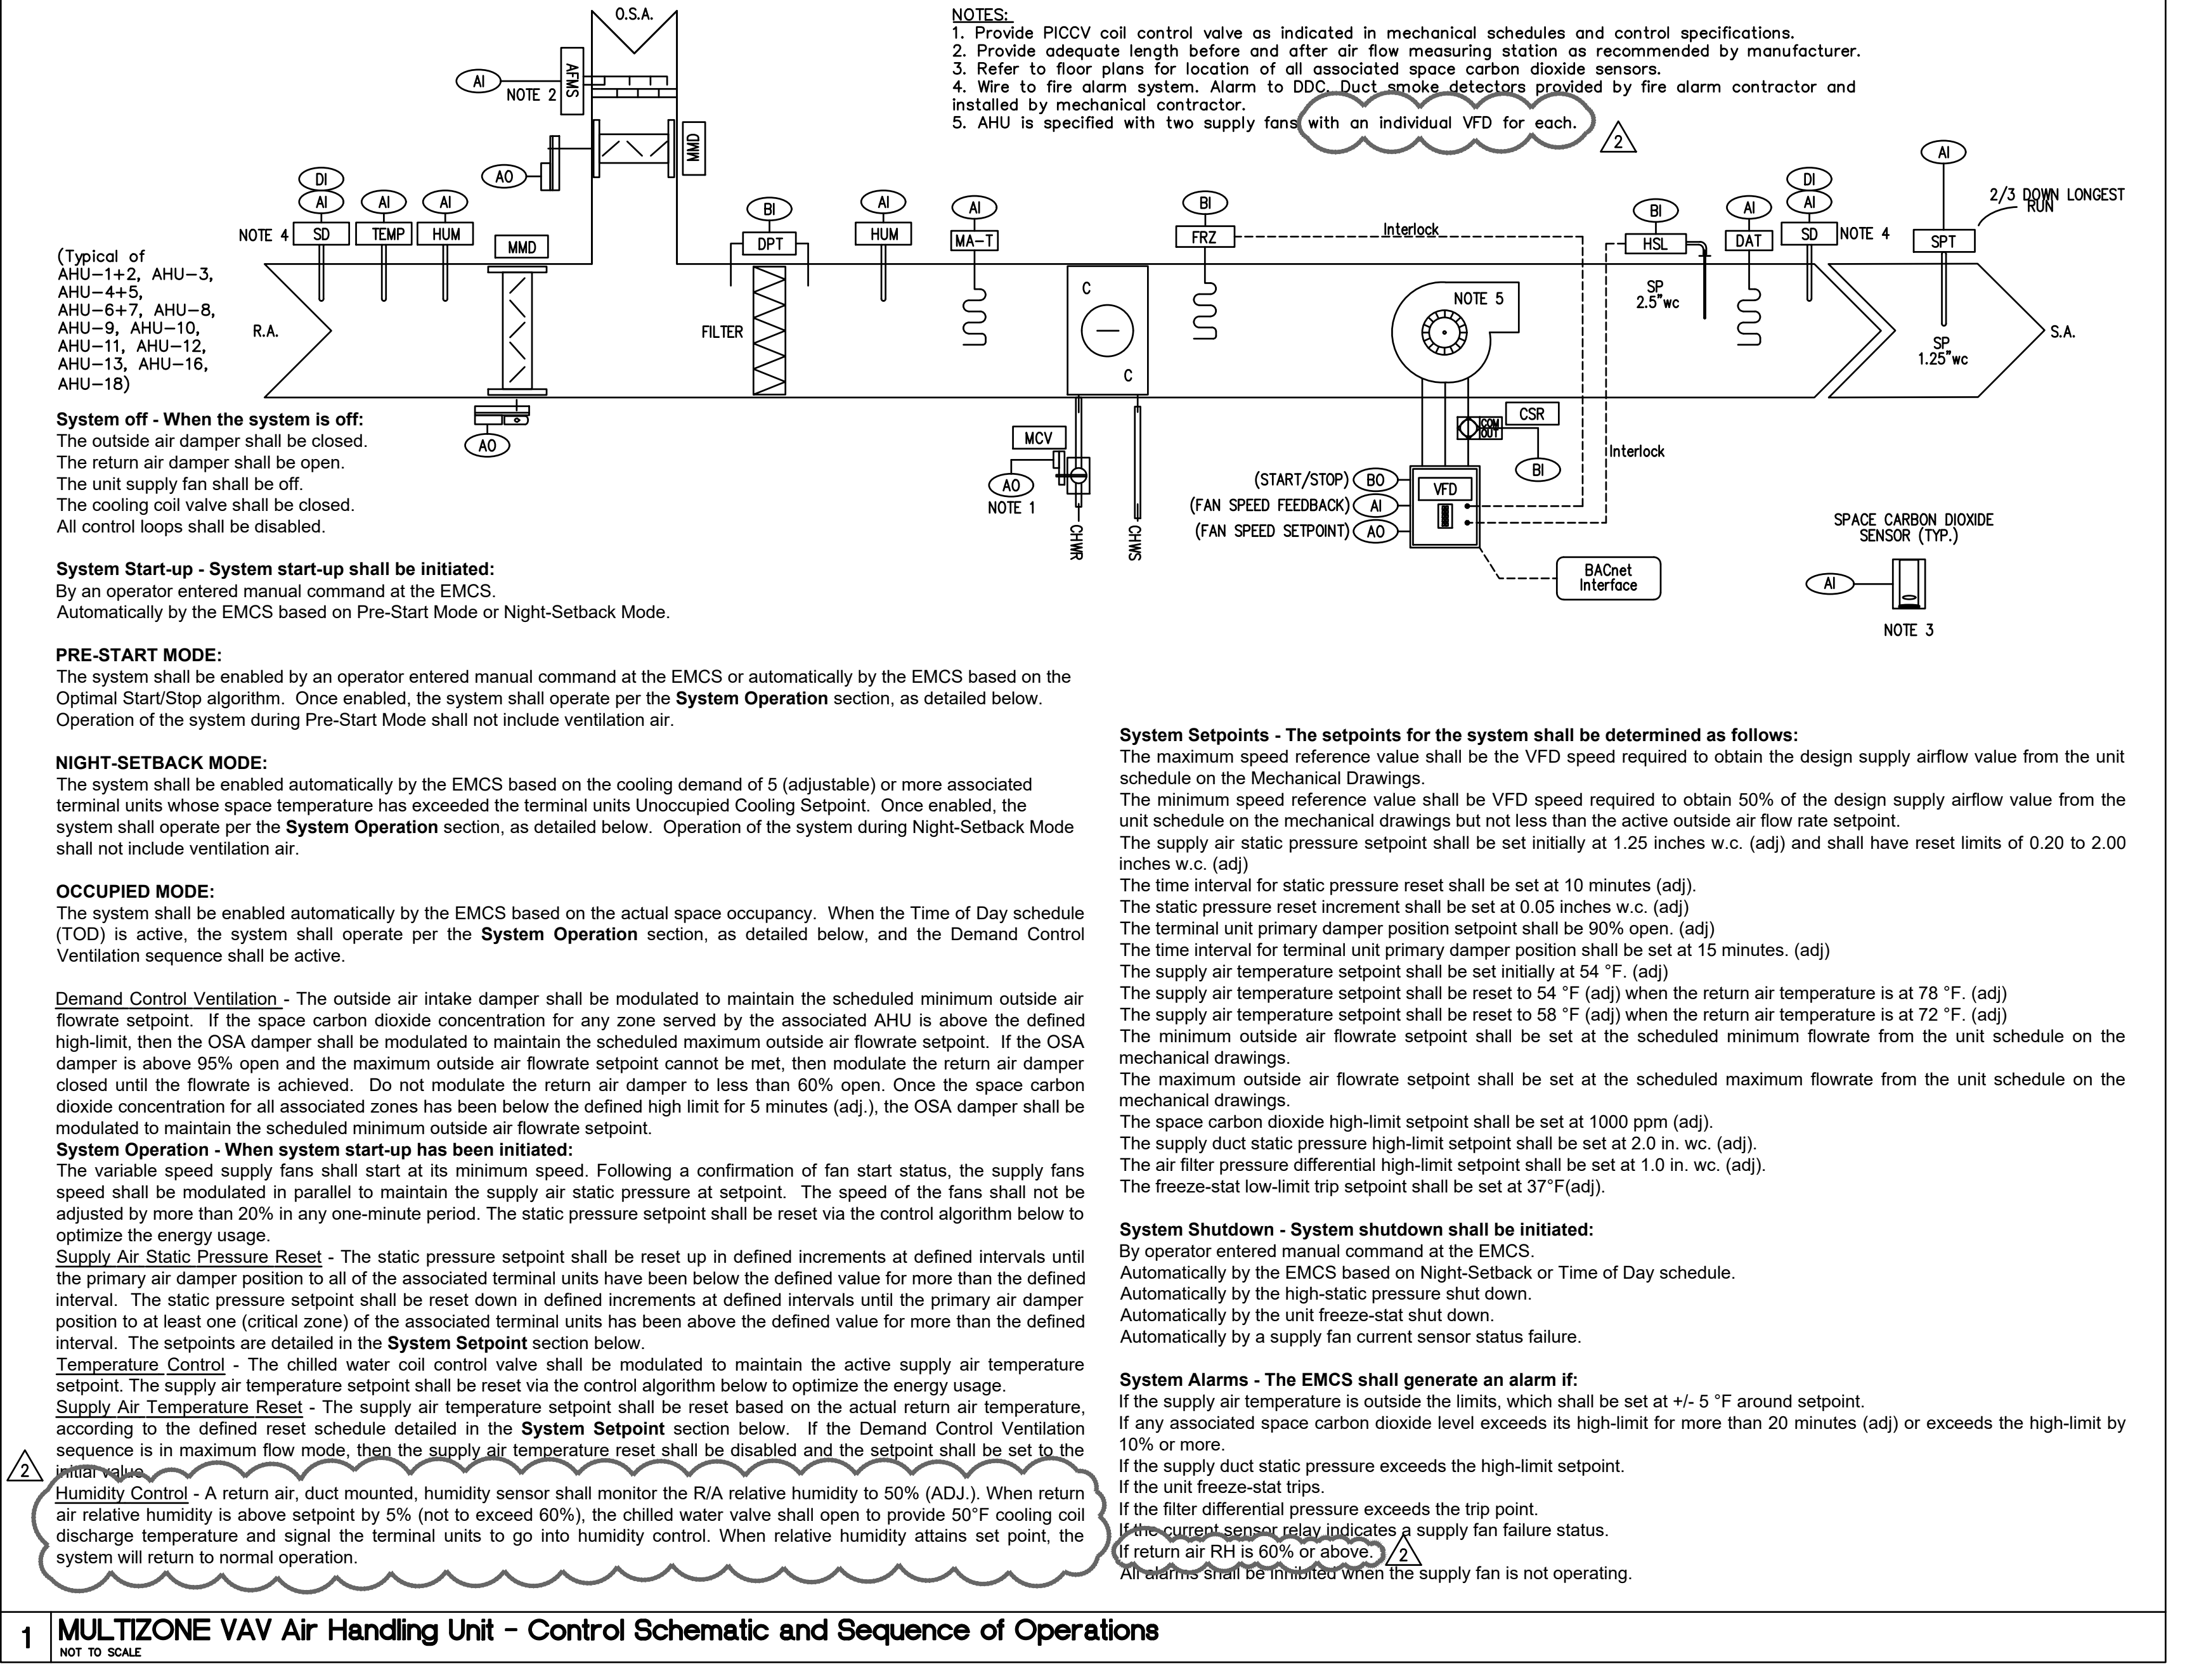 O.S.A.
AFMS
AI
NOTE 2
MMD
AO
NOTES:
1. Provide PICCV coil control valve as indicated in mechanical schedules and control specifications.
2. Provide adequate length before and after air flow measuring station as recommended by manufacturer.
3. Refer to floor plans for location of all associated space carbon dioxide sensors.
4. Wire to fire alarm system. Alarm to DDC. Duct smoke detectors provided by fire alarm contractor and
installed by mechanical contractor.
5. AHU is specified with two supply fans with an individual VFD for each.
2
DI
AI
NOTE 4
SD
AI
TEMP
AI
HUM
MMD
BI
DPT
AI
HUM
AI
MA-T
BI
FRZ
Interlock
BI
HSL
AI
DAT
DI
AI
SD
NOTE 4
AI
SPT
2/3 DOWN LONGEST
RUN
(Typical of
AHU-1+2, AHU-3,
AHU-4+5,
AHU-6+7, AHU-8,
AHU-9, AHU-10,
AHU-11, AHU-12,
AHU-13, AHU-16,
AHU-18)
R.A.
FILTER
C
C
NOTE 5
SP
2.5"wc
SP
1.25"wc
S.A.
AO
MCV
AO
NOTE 1
CHWR
CHWS
CSR
COM
OUT
BI
Interlock
(START/STOP) BO
(FAN SPEED FEEDBACK) AI
(FAN SPEED SETPOINT) AO
VFD
BACnet
Interface
SPACE CARBON DIOXIDE
SENSOR (TYP.)
AI
NOTE 3
System off - When the system is off:
The outside air damper shall be closed.
The return air damper shall be open.
The unit supply fan shall be off.
The cooling coil valve shall be closed.
All control loops shall be disabled.
System Start-up - System start-up shall be initiated:
By an operator entered manual command at the EMCS.
Automatically by the EMCS based on Pre-Start Mode or Night-Setback Mode.
PRE-START MODE:
The system shall be enabled by an operator entered manual command at the EMCS or automatically by the EMCS based on the
Optimal Start/Stop algorithm. Once enabled, the system shall operate per the System Operation section, as detailed below.
Operation of the system during Pre-Start Mode shall not include ventilation air.
NIGHT-SETBACK MODE:
The system shall be enabled automatically by the EMCS based on the cooling demand of 5 (adjustable) or more associated
terminal units whose space temperature has exceeded the terminal units Unoccupied Cooling Setpoint. Once enabled, the
system shall operate per the System Operation section, as detailed below. Operation of the system during Night-Setback Mode
shall not include ventilation air.
OCCUPIED MODE:
The system shall be enabled automatically by the EMCS based on the actual space occupancy. When the Time of Day schedule
(TOD) is active, the system shall operate per the System Operation section, as detailed below, and the Demand Control
Ventilation sequence shall be active.
Demand Control Ventilation - The outside air intake damper shall be modulated to maintain the scheduled minimum outside air
flowrate setpoint. If the space carbon dioxide concentration for any zone served by the associated AHU is above the defined
high-limit, then the OSA damper shall be modulated to maintain the scheduled maximum outside air flowrate setpoint. If the OSA
damper is above 95% open and the maximum outside air flowrate setpoint cannot be met, then modulate the return air damper
closed until the flowrate is achieved. Do not modulate the return air damper to less than 60% open. Once the space carbon
dioxide concentration for all associated zones has been below the defined high limit for 5 minutes (adj.), the OSA damper shall be
modulated to maintain the scheduled minimum outside air flowrate setpoint.
System Operation - When system start-up has been initiated:
The variable speed supply fans shall start at its minimum speed. Following a confirmation of fan start status, the supply fans
speed shall be modulated in parallel to maintain the supply air static pressure at setpoint. The speed of the fans shall not be
adjusted by more than 20% in any one-minute period. The static pressure setpoint shall be reset via the control algorithm below to
optimize the energy usage.
Supply Air Static Pressure Reset - The static pressure setpoint shall be reset up in defined increments at defined intervals until
the primary air damper position to all of the associated terminal units have been below the defined value for more than the defined
interval. The static pressure setpoint shall be reset down in defined increments at defined intervals until the primary air damper
position to at least one (critical zone) of the associated terminal units has been above the defined value for more than the defined
interval. The setpoints are detailed in the System Setpoint section below.
Temperature Control - The chilled water coil control valve shall be modulated to maintain the active supply air temperature
setpoint. The supply air temperature setpoint shall be reset via the control algorithm below to optimize the energy usage.
Supply Air Temperature Reset - The supply air temperature setpoint shall be reset based on the actual return air temperature,
according to the defined reset schedule detailed in the System Setpoint section below. If the Demand Control Ventilation
sequence is in maximum flow mode, then the supply air temperature reset shall be disabled and the setpoint shall be set to the
initial value.
2
Humidity Control - A return air, duct mounted, humidity sensor shall monitor the R/A relative humidity to 50% (ADJ.). When return
air relative humidity is above setpoint by 5% (not to exceed 60%), the chilled water valve shall open to provide 50°F cooling coil
discharge temperature and signal the terminal units to go into humidity control. When relative humidity attains set point, the
system will return to normal operation.
System Setpoints - The setpoints for the system shall be determined as follows:
The maximum speed reference value shall be the VFD speed required to obtain the design supply airflow value from the unit
schedule on the Mechanical Drawings.
The minimum speed reference value shall be VFD speed required to obtain 50% of the design supply airflow value from the
unit schedule on the mechanical drawings but not less than the active outside air flow rate setpoint.
The supply air static pressure setpoint shall be set initially at 1.25 inches w.c. (adj) and shall have reset limits of 0.20 to 2.00
inches w.c. (adj)
The time interval for static pressure reset shall be set at 10 minutes (adj).
The static pressure reset increment shall be set at 0.05 inches w.c. (adj)
The terminal unit primary damper position setpoint shall be 90% open. (adj)
The time interval for terminal unit primary damper position shall be set at 15 minutes. (adj)
The supply air temperature setpoint shall be set initially at 54 °F. (adj)
The supply air temperature setpoint shall be reset to 54 °F (adj) when the return air temperature is at 78 °F. (adj)
The supply air temperature setpoint shall be reset to 58 °F (adj) when the return air temperature is at 72 °F. (adj)
The minimum outside air flowrate setpoint shall be set at the scheduled minimum flowrate from the unit schedule on the
mechanical drawings.
The maximum outside air flowrate setpoint shall be set at the scheduled maximum flowrate from the unit schedule on the
mechanical drawings.
The space carbon dioxide high-limit setpoint shall be set at 1000 ppm (adj).
The supply duct static pressure high-limit setpoint shall be set at 2.0 in. wc. (adj).
The air filter pressure differential high-limit setpoint shall be set at 1.0 in. wc. (adj).
The freeze-stat low-limit trip setpoint shall be set at 37°F(adj).
System Shutdown - System shutdown shall be initiated:
By operator entered manual command at the EMCS.
Automatically by the EMCS based on Night-Setback or Time of Day schedule.
Automatically by the high-static pressure shut down.
Automatically by the unit freeze-stat shut down.
Automatically by a supply fan current sensor status failure.
System Alarms - The EMCS shall generate an alarm if:
If the supply air temperature is outside the limits, which shall be set at +/- 5 °F around setpoint.
If any associated space carbon dioxide level exceeds its high-limit for more than 20 minutes (adj) or exceeds the high-limit by
10% or more.
If the supply duct static pressure exceeds the high-limit setpoint.
If the unit freeze-stat trips.
If the filter differential pressure exceeds the trip point.
If the current sensor relay indicates a supply fan failure status.
If return air RH is 60% or above.
2
All alarms shall be inhibited when the supply fan is not operating.
1
MULTIZONE VAV Air Handling Unit - Control Schematic and Sequence of Operations
NOT TO SCALE